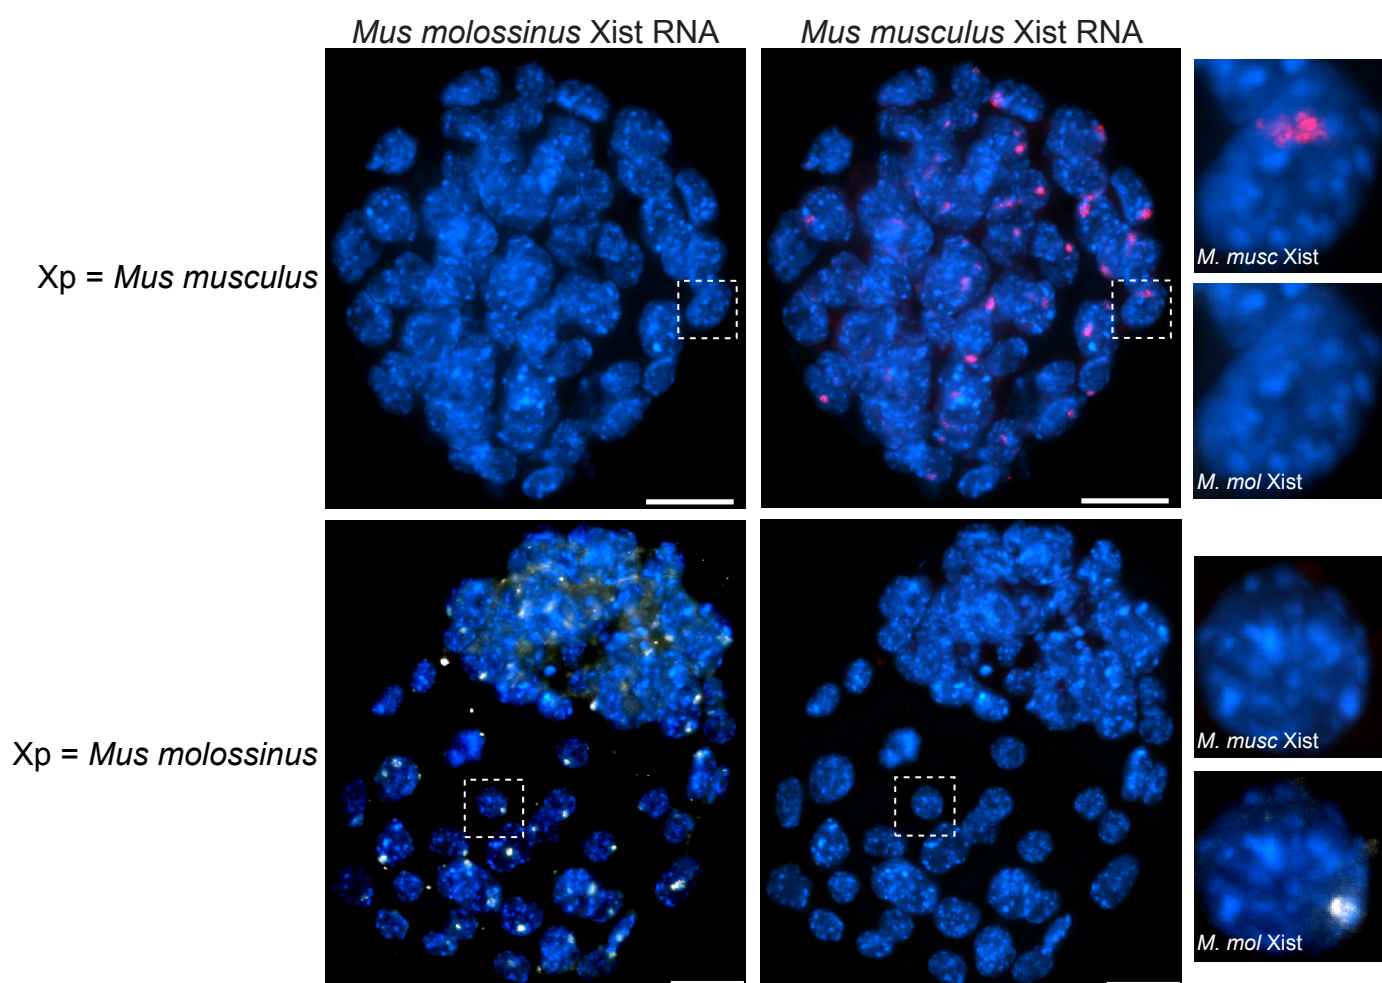 Mus molossinus Xist RNA
Mus musculus Xist RNA
Xp = Mus musculus
M. musc Xist
M. mol Xist
Xp = Mus molossinus
M. musc Xist
M. mol Xist